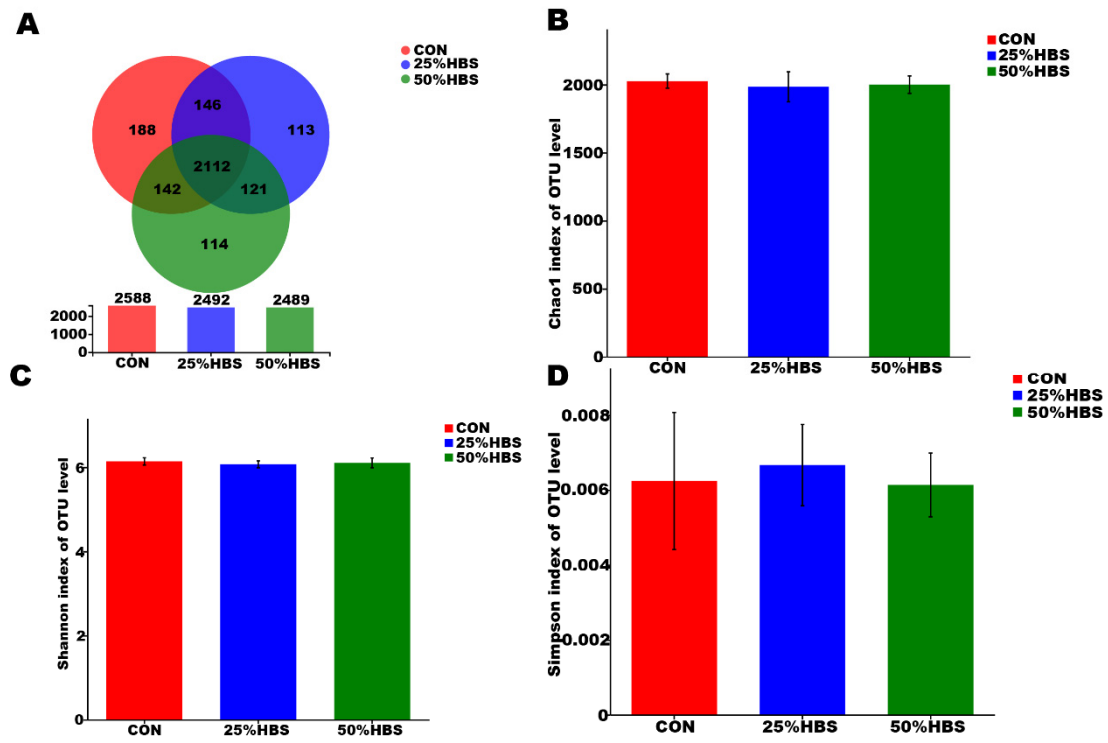 A
CON
25%HBS
50%HBS
146
188
113
2112
142
121
114
2588 2492 2489
2000
1000
0
CON 25%HBS 50%HBS
B
CON
25%HBS
50%HBS
Chao1 index of OTU level
2000
1500
1000
500
0
CON 25%HBS 50%HBS
C
CON
25%HBS
50%HBS
Shannon index of OTU level
6
4
2
0
CON 25%HBS 50%HBS
D
CON
25%HBS
50%HBS
Simpson index of OTU level
0.008
0.006
0.004
0.002
0
CON 25%HBS 50%HBS